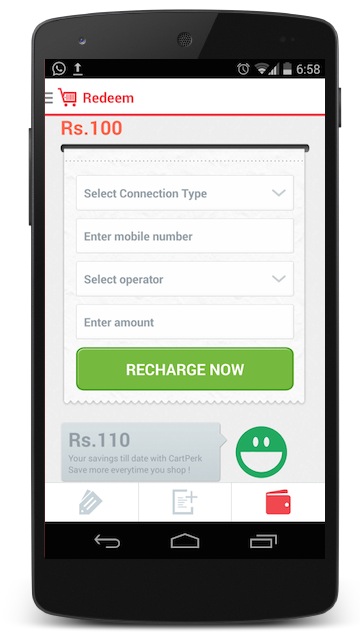 6:58
Redeem
Rs.100
Select Connection Type
Enter mobile number
Select operator
Enter amount
RECHARGE NOW
Rs.110
Your savings till date with CartPerk
Save more everytime you shop !